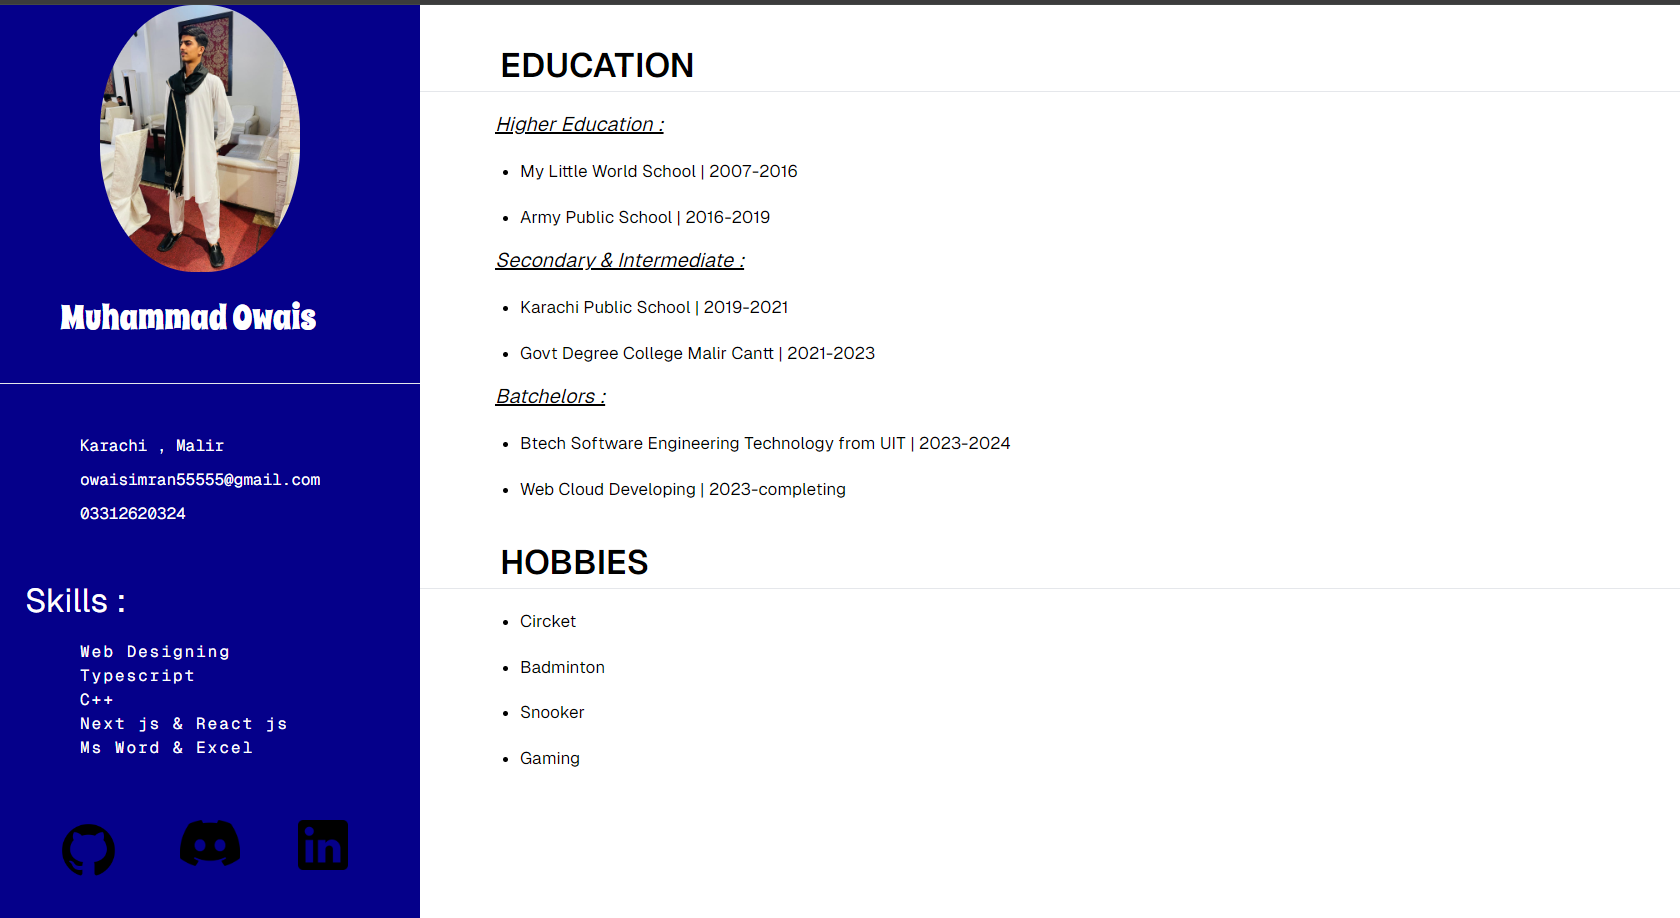 Muhammad Owais
Karachi , Malir
owaisimran55555@gmail.com
03312620324
Skills :
Web Designing
Typescript
C++
Next js & React js
Ms Word & Excel
in
EDUCATION
Higher Education :
My Little World School | 2007-2016
Army Public School | 2016-2019
Secondary & Intermediate :
Karachi Public School | 2019-2021
Govt Degree College Malir Cantt | 2021-2023
Batchelors :
Btech Software Engineering Technology from UIT | 2023-2024
Web Cloud Developing | 2023-completing
HOBBIES
Circket
Badminton
Snooker
Gaming